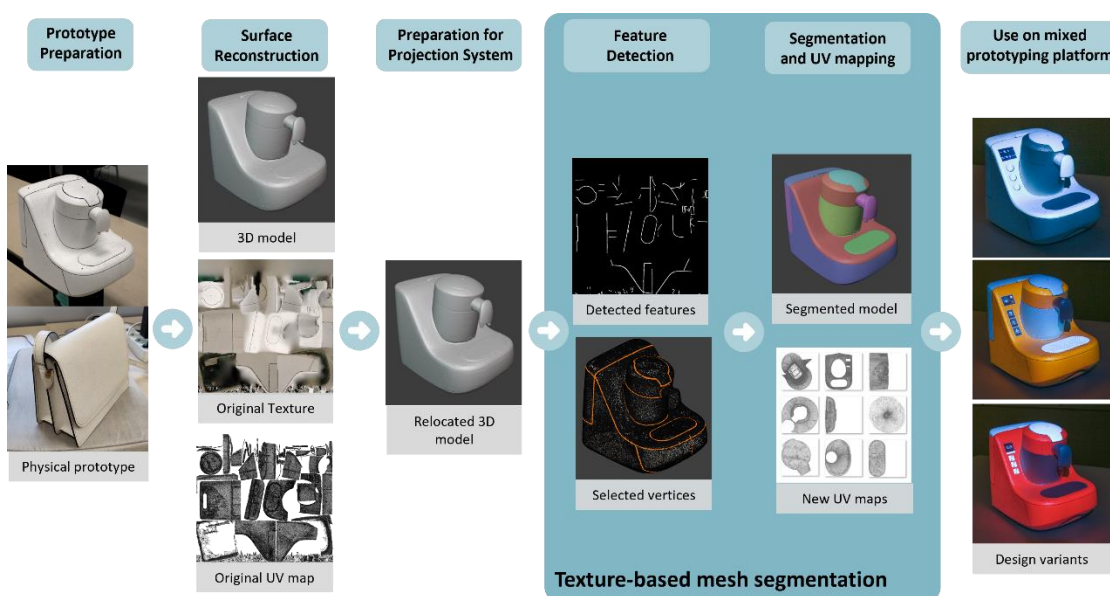 Prototype
Preparation
Surface
Reconstruction
Preparation for
Projection System
Feature
Detection
Segmentation
and UV mapping
Use on mixed
prototyping platform
3D model
Original Texture
Original UV map
Physical prototype
Relocated 3D
model
Detected features
Selected vertices
Segmented model
New UV maps
Design variants
Texture-based mesh segmentation